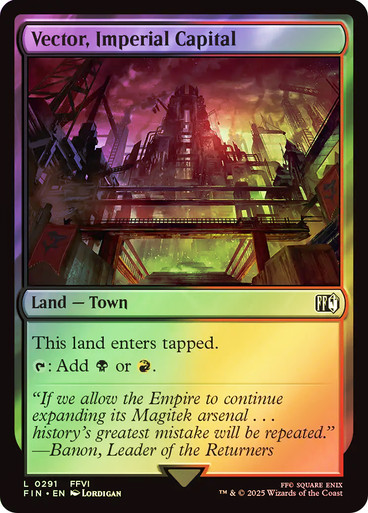 Vector, Imperial Capital
Land — Town
FF
This land enters tapped.
: Add or .
“If we allow the Empire to continue
expanding its Magitek arsenal . . .
history’s greatest mistake will be repeated.”
—Banon, Leader of the Returners
L 0291 FFVI
FIN • EN LORDIGAN
FF© SQUARE ENIX
™ & © 2025 Wizards of the Coast